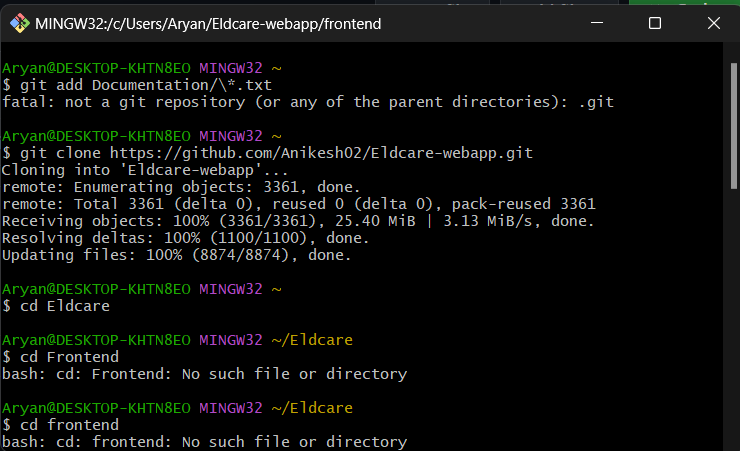 MINGW32:/c/Users/Aryan/Eldcare-webapp/frontend
Aryan@DESKTOP-KHTN8EO MINGW32 ~
$ git add Documentation/\*.txt
fatal: not a git repository (or any of the parent directories): .git
Aryan@DESKTOP-KHTN8EO MINGW32 ~
$ git clone https://github.com/Anikesh02/Eldcare-webapp.git
Cloning into 'Eldcare-webapp'...
remote: Enumerating objects: 3361, done.
remote: Total 3361 (delta 0), reused 0 (delta 0), pack-reused 3361
Receiving objects: 100% (3361/3361), 25.40 MiB | 3.13 MiB/s, done.
Resolving deltas: 100% (1100/1100), done.
Updating files: 100% (8874/8874), done.
Aryan@DESKTOP-KHTN8EO MINGW32 ~
$ cd Eldcare
Aryan@DESKTOP-KHTN8EO MINGW32 ~/Eldcare
$ cd Frontend
bash: cd: Frontend: No such file or directory
Aryan@DESKTOP-KHTN8EO MINGW32 ~/Eldcare
$ cd frontend
bash: cd: frontend: No such file or directory